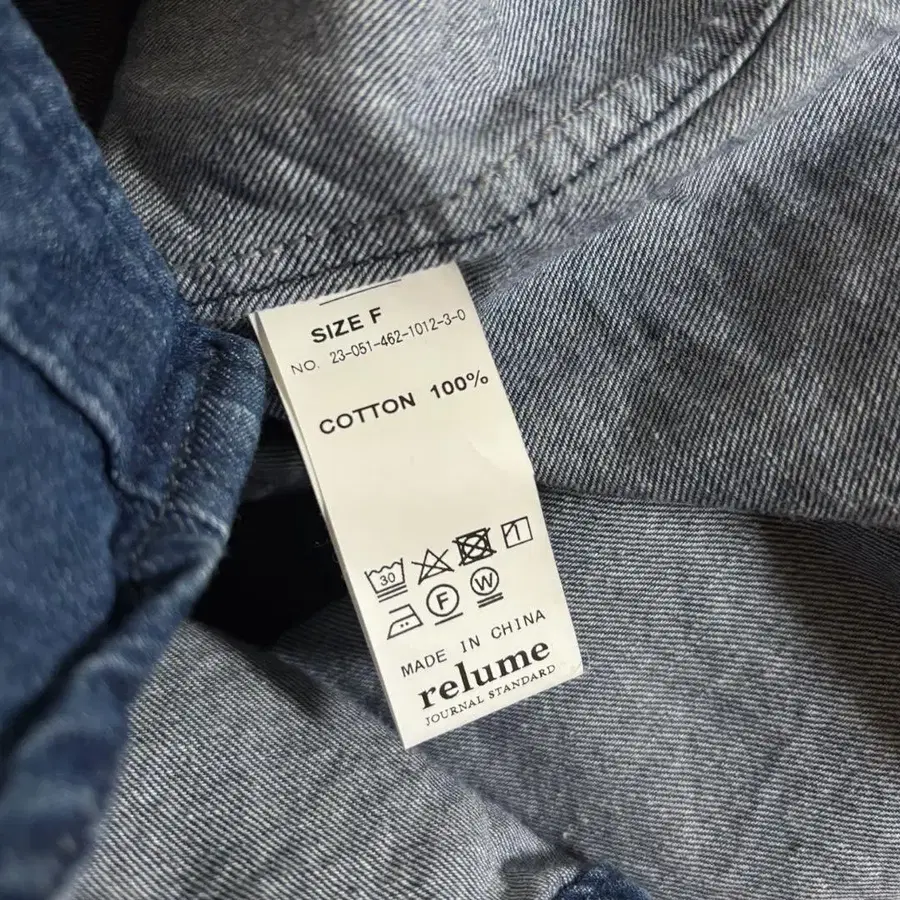 SIZE F
NO. 23-051-462-1012-3-0
COTTON 100%
30
F W
MADE IN CHINA
relume
JOURNAL STANDARD